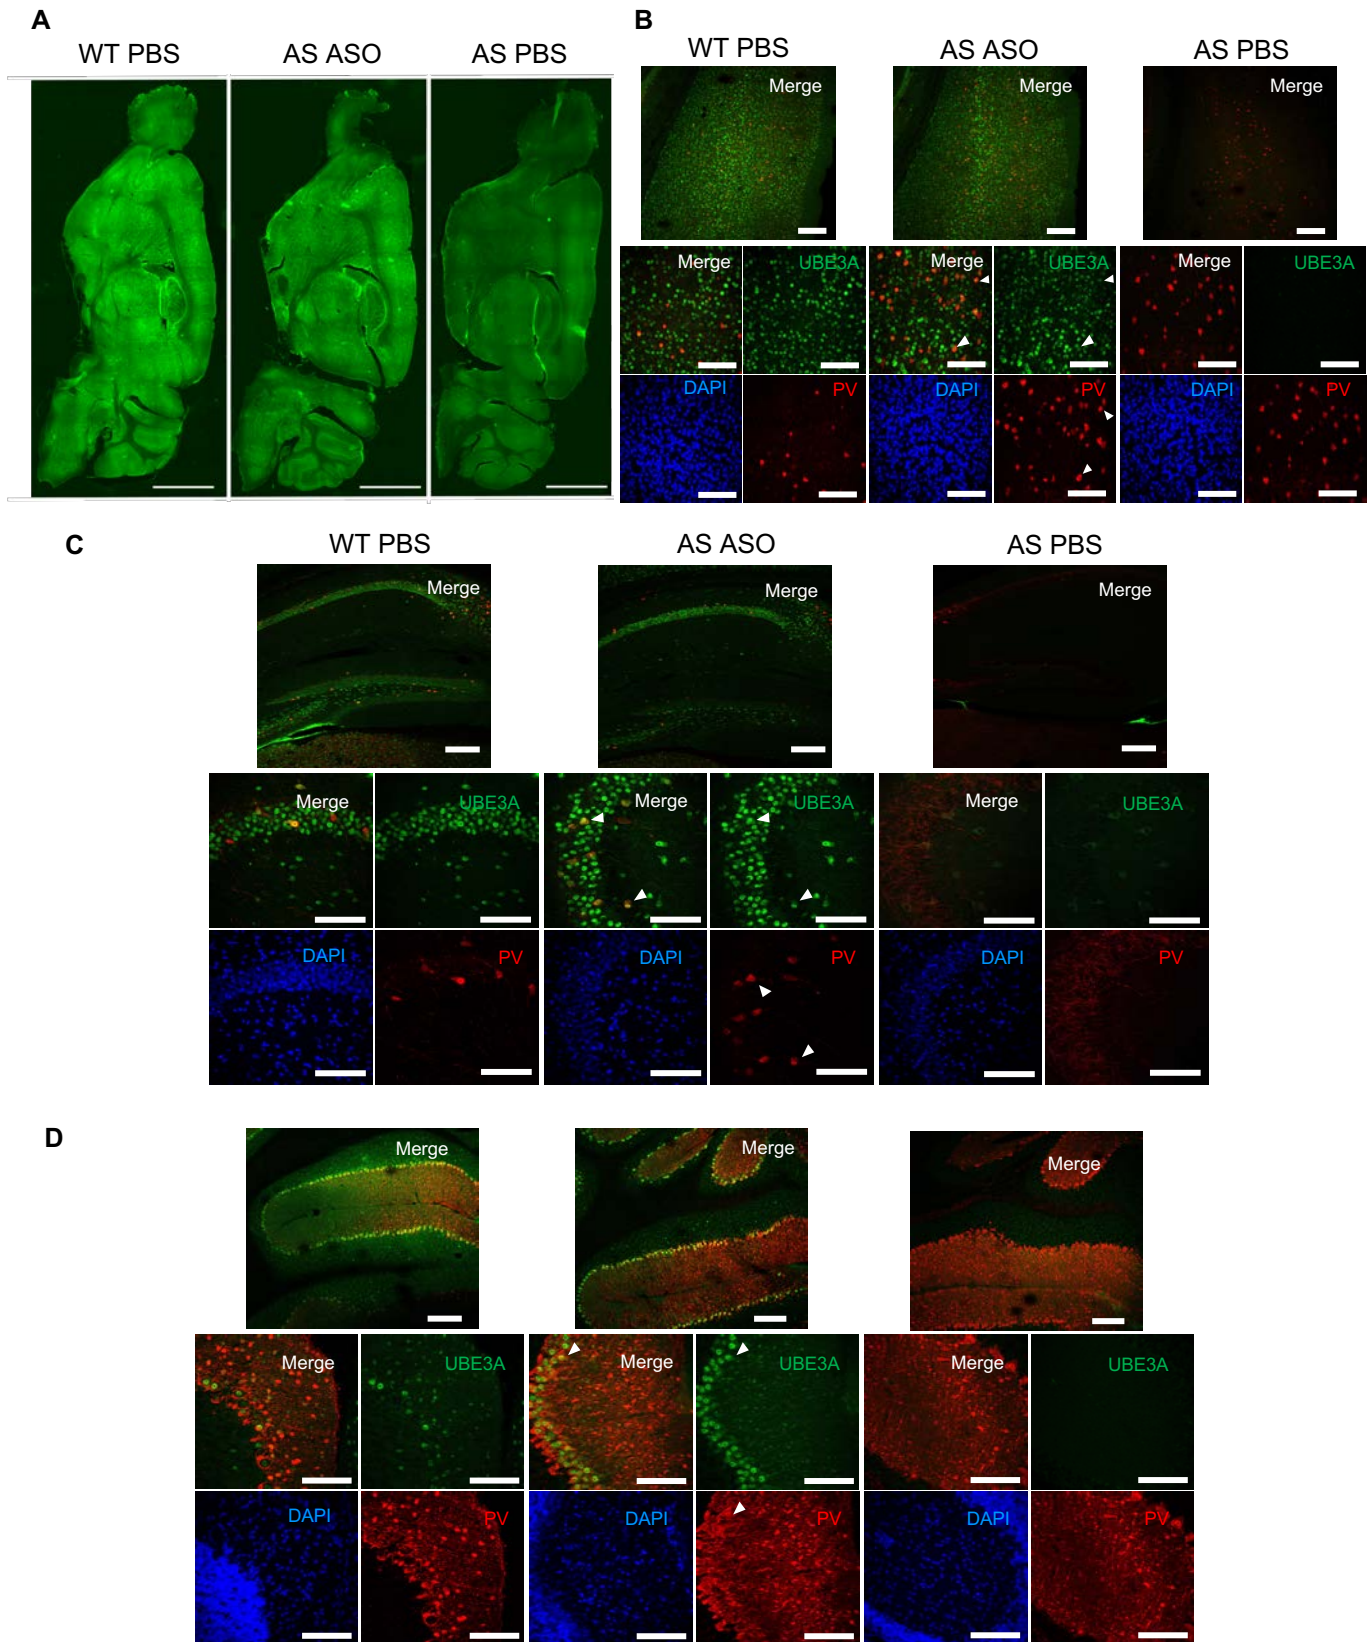 A
WT PBS
AS ASO
AS PBS
B
WT PBS
AS ASO
AS PBS
Merge
Merge
Merge
Merge
UBE3A
Merge
UBE3A
Merge
UBE3A
DAPI
PV
DAPI
PV
DAPI
PV
C
WT PBS
AS ASO
AS PBS
Merge
Merge
Merge
Merge
UBE3A
Merge
UBE3A
Merge
UBE3A
DAPI
PV
DAPI
PV
DAPI
PV
D
Merge
Merge
Merge
Merge
UBE3A
Merge
UBE3A
Merge
UBE3A
DAPI
PV
DAPI
PV
DAPI
PV